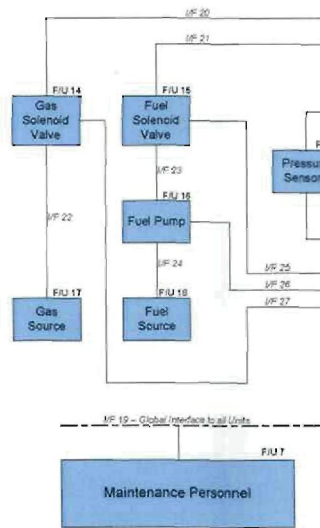 I/F 20
I/F 21
F/U 14
Gas
Solenoid
Valve
F/U 15
Fuel
Solenoid
Valve
F
Pressu
Sensor
I/F 23
F/U 16
Fuel Pump
I/F 22
I/F 24
I/F 25
I/F 26
I/F 27
F/U 17
Gas
Source
F/U 18
Fuel
Source
I/F 19 – Global Interface to all Units
F/U 7
Maintenance Personnel